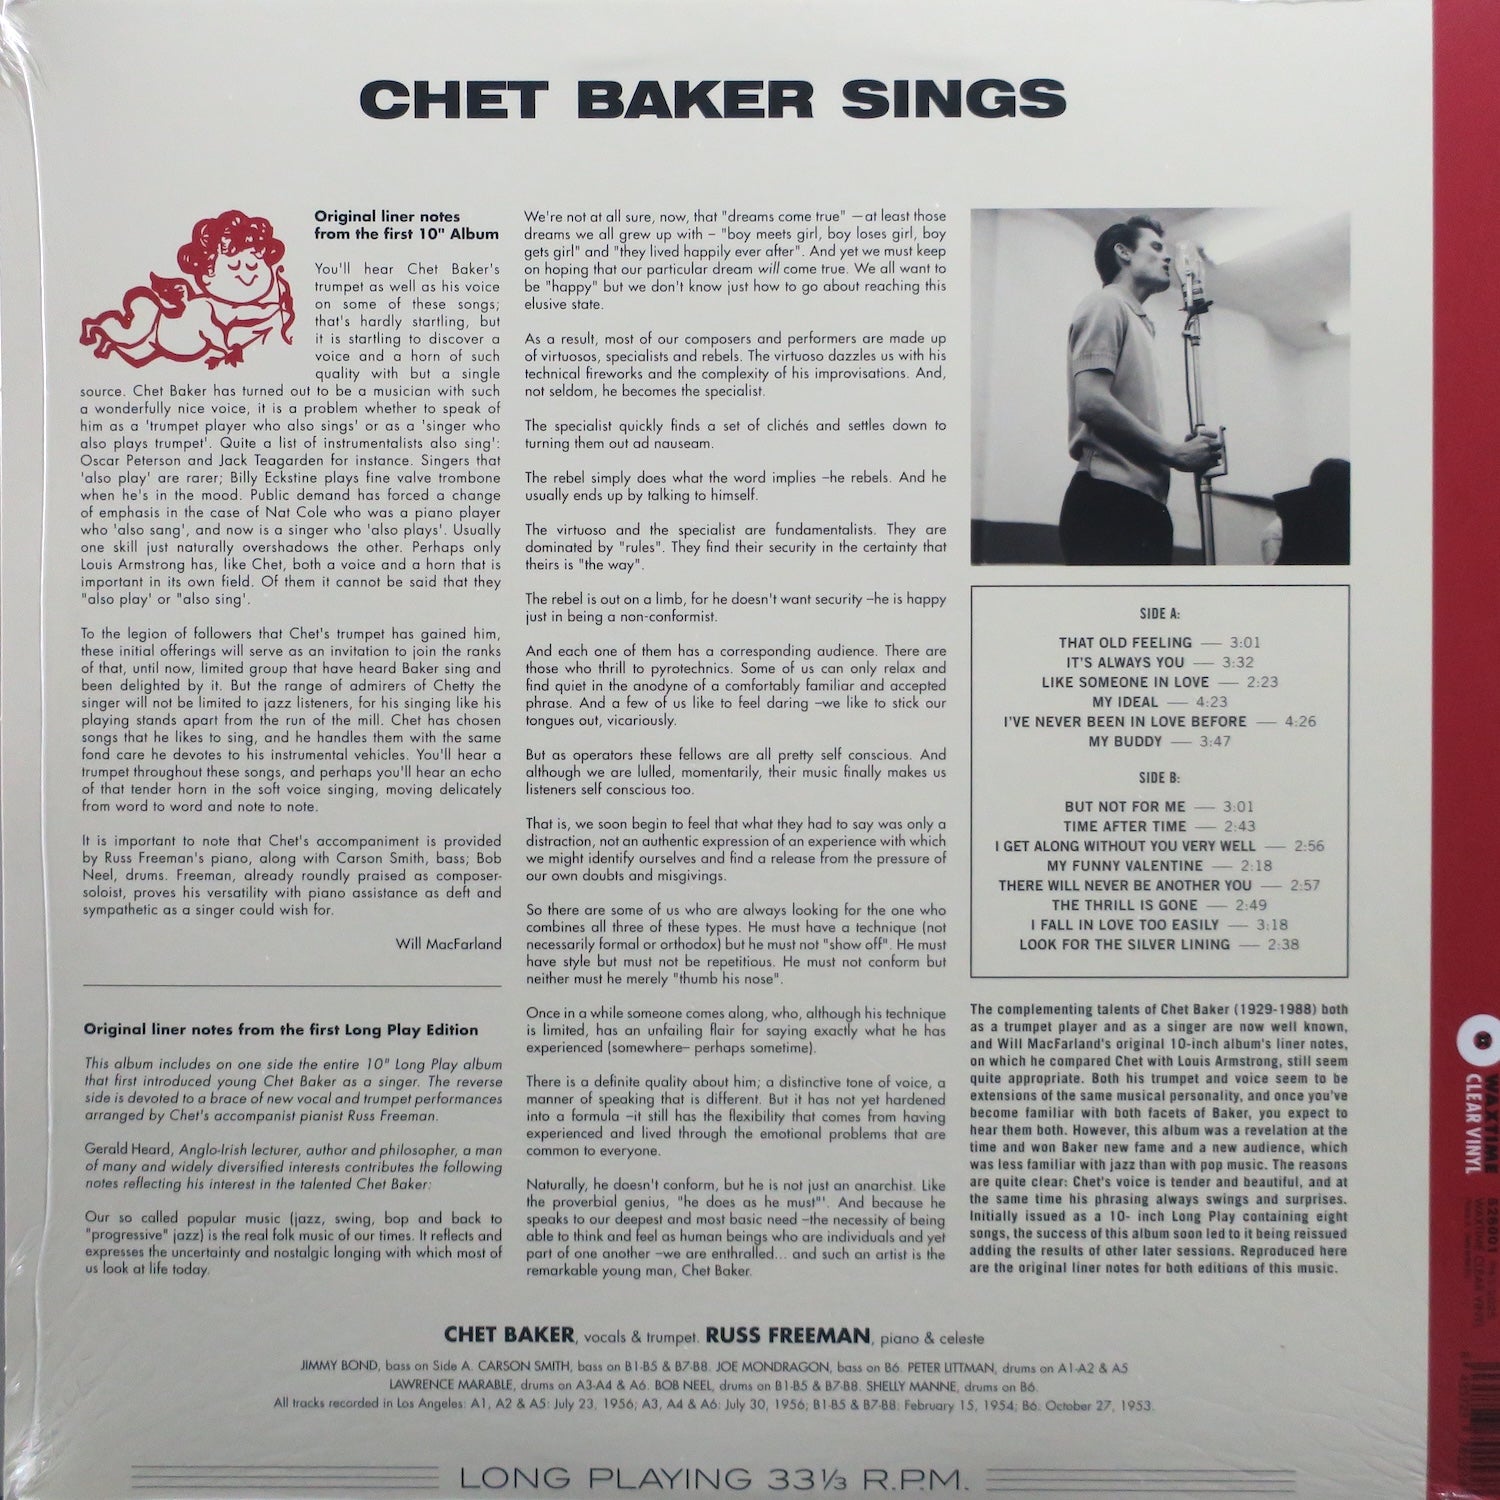 CHET BAKER SINGS
Original liner notes
from the first 10" Album
You'll hear Chet Baker's
trumpet as well as his voice
on some of these songs;
that's hardly startling, but
it is startling to discover a
voice and a horn of such
quality with but a single
source. Chet Baker has turned out to be a musician with such
a wonderfully nice voice, it is a problem whether to speak of
him as a 'trumpet player who also sings' or as a 'singer who
also plays trumpet'. Quite a list of instrumentalists also sing':
Oscar Peterson and Jack Teagarden for instance. Singers that
'also play' are rarer; Billy Eckstine plays fine valve trombone
when he's in the mood. Public demand has forced a change
of emphasis in the case of Nat Cole who was a piano player
who 'also sang', and now is a singer who 'also plays'. Usually
one skill just naturally overshadows the other. Perhaps only
Louis Armstrong has, like Chet, both a voice and a horn that is
important in its own field. Of them it cannot be said that they
"also play' or "also sing'.
To the legion of followers that Chet's trumpet has gained him,
these initial offerings will serve as an invitation to join the ranks
of that, until now, limited group that have heard Baker sing and
been delighted by it. But the range of admirers of Chetty the
singer will not be limited to jazz listeners, for his singing like his
playing stands apart from the run of the mill. Chet has chosen
songs that he likes to sing, and he handles them with the same
fond care he devotes to his instrumental vehicles. You'll hear a
trumpet throughout these songs, and perhaps you'll hear an echo
of that tender horn in the soft voice singing, moving delicately
from word to word and note to note.
It is important to note that Chet's accompaniment is provided
by Russ Freeman's piano, along with Carson Smith, bass; Bob
Neel, drums. Freeman, already roundly praised as composer-
soloist, proves his versatility with piano assistance as deft and
sympathetic as a singer could wish for.
Will MacFarland
Original liner notes from the first Long Play Edition
This album includes on one side the entire 10" Long Play album
that first introduced young Chet Baker as a singer. The reverse
side is devoted to a brace of new vocal and trumpet performances
arranged by Chet's accompanist pianist Russ Freeman.
Gerald Heard, Anglo-Irish lecturer, author and philosopher, a man
of many and widely diversified interests contributes the following
notes reflecting his interest in the talented Chet Baker:
Our so called popular music (jazz, swing, bop and back to
"progressive" jazz) is the real folk music of our times. It reflects and
expresses the uncertainty and nostalgic longing with which most of
us look at life today.
We're not at all sure, now, that "dreams come true" —at least those
dreams we all grew up with – "boy meets girl, boy loses girl, boy
gets girl" and "they lived happily ever after". And yet we must keep
on hoping that our particular dream will come true. We all want to
be "happy" but we don't know just how to go about reaching this
elusive state.
As a result, most of our composers and performers are made up
of virtuosos, specialists and rebels. The virtuoso dazzles us with his
technical fireworks and the complexity of his improvisations. And,
not seldom, he becomes the specialist.
The specialist quickly finds a set of clichés and settles down to
turning them out ad nauseam.
The rebel simply does what the word implies –he rebels. And he
usually ends up by talking to himself.
The virtuoso and the specialist are fundamentalists. They are
dominated by "rules". They find their security in the certainty that
theirs is "the way".
The rebel is out on a limb, for he doesn't want security –he is happy
just in being a non-conformist.
And each one of them has a corresponding audience. There are
those who thrill to pyrotechnics. Some of us can only relax and
find quiet in the anodyne of a comfortably familiar and accepted
phrase. And a few of us like to feel daring –we like to stick our
tongues out, vicariously.
But as operators these fellows are all pretty self conscious. And
although we are lulled, momentarily, their music finally makes us
listeners self conscious too.
That is, we soon begin to feel that what they had to say was only a
distraction, not an authentic expression of an experience with which
we might identify ourselves and find a release from the pressure of
our own doubts and misgivings.
So there are some of us who are always looking for the one who
combines all three of these types. He must have a technique (not
necessarily formal or orthodox) but he must not "show off". He must
have style but must not be repetitious. He must not conform but
neither must he merely "thumb his nose".
Once in a while someone comes along, who, although his technique
is limited, has an unfailing flair for saying exactly what he has
experienced (somewhere– perhaps sometime).
There is a definite quality about him; a distinctive tone of voice, a
manner of speaking that is different. But it has not yet hardened
into a formula –it still has the flexibility that comes from having
experienced and lived through the emotional problems that are
common to everyone.
Naturally, he doesn't conform, but he is not just an anarchist. Like
the proverbial genius, "he does as he must"'. And because he
speaks to our deepest and most basic need –the necessity of being
able to think and feel as human beings who are individuals and yet
part of one another –we are enthralled... and such an artist is the
remarkable young man, Chet Baker.
SIDE A:
THAT OLD FEELING — 3:01
IT'S ALWAYS YOU — 3:32
LIKE SOMEONE IN LOVE — 2:23
MY IDEAL — 4:23
I'VE NEVER BEEN IN LOVE BEFORE — 4:26
MY BUDDY — 3:47
SIDE B:
BUT NOT FOR ME — 3:01
TIME AFTER TIME — 2:43
I GET ALONG WITHOUT YOU VERY WELL — 2:56
MY FUNNY VALENTINE — 2:18
THERE WILL NEVER BE ANOTHER YOU — 2:57
THE THRILL IS GONE — 2:49
I FALL IN LOVE TOO EASILY — 3:18
LOOK FOR THE SILVER LINING — 2:38
The complementing talents of Chet Baker (1929-1988) both
as a trumpet player and as a singer are now well known,
and Will MacFarland's original 10-inch album's liner notes,
on which he compared Chet with Louis Armstrong, still seem
quite appropriate. Both his trumpet and voice seem to be
extensions of the same musical personality, and once you've
become familiar with both facets of Baker, you expect to
hear them both. However, this album was a revelation at the
time and won Baker new fame and a new audience, which
was less familiar with jazz than with pop music. The reasons
are quite clear: Chet's voice is tender and beautiful, and at
the same time his phrasing always swings and surprises.
Initially issued as a 10- inch Long Play containing eight
songs, the success of this album soon led to it being reissued
adding the results of other later sessions. Reproduced here
are the original liner notes for both editions of this music.
CHET BAKER, vocals & trumpet. RUSS FREEMAN, piano & celeste
JIMMY BOND, bass on Side A. CARSON SMITH, bass on B1-B5 & B7-B8. JOE MONDRAGON, bass on B6. PETER LITTMAN, drums on A1-A2 & A5
LAWRENCE MARABLE, drums on A3-A4 & A6. BOB NEEL, drums on B1-B5 & B7-B8. SHELLY MANNE, drums on B6.
All tracks recorded in Los Angeles: A1, A2 & A5: July 23, 1956; A3, A4 & A6: July 30, 1956; B1-B5 & B7-B8: February 15, 1954; B6: October 27, 1953.
LONG PLAYING 33⅓ R.P.M.
WAXTIME
CLEAR VINYL